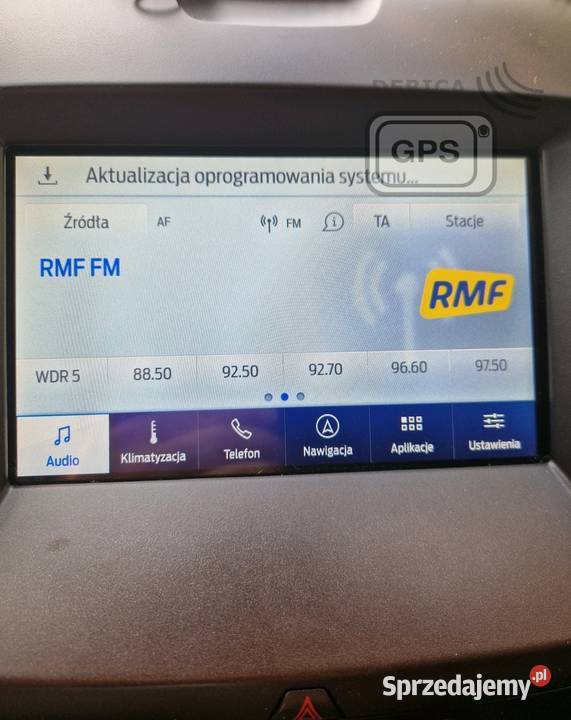 DĘBICA
GPS
Aktualizacja oprogramowania systemu...
Źródła AF FM TA Stacje
RMF FM
RMF
WDR 5 88.50 92.50 92.70 96.60 97.50
Audio Klimatyzacja Telefon Nawigacja Aplikacje Ustawienia
Sprzedajemy.pl